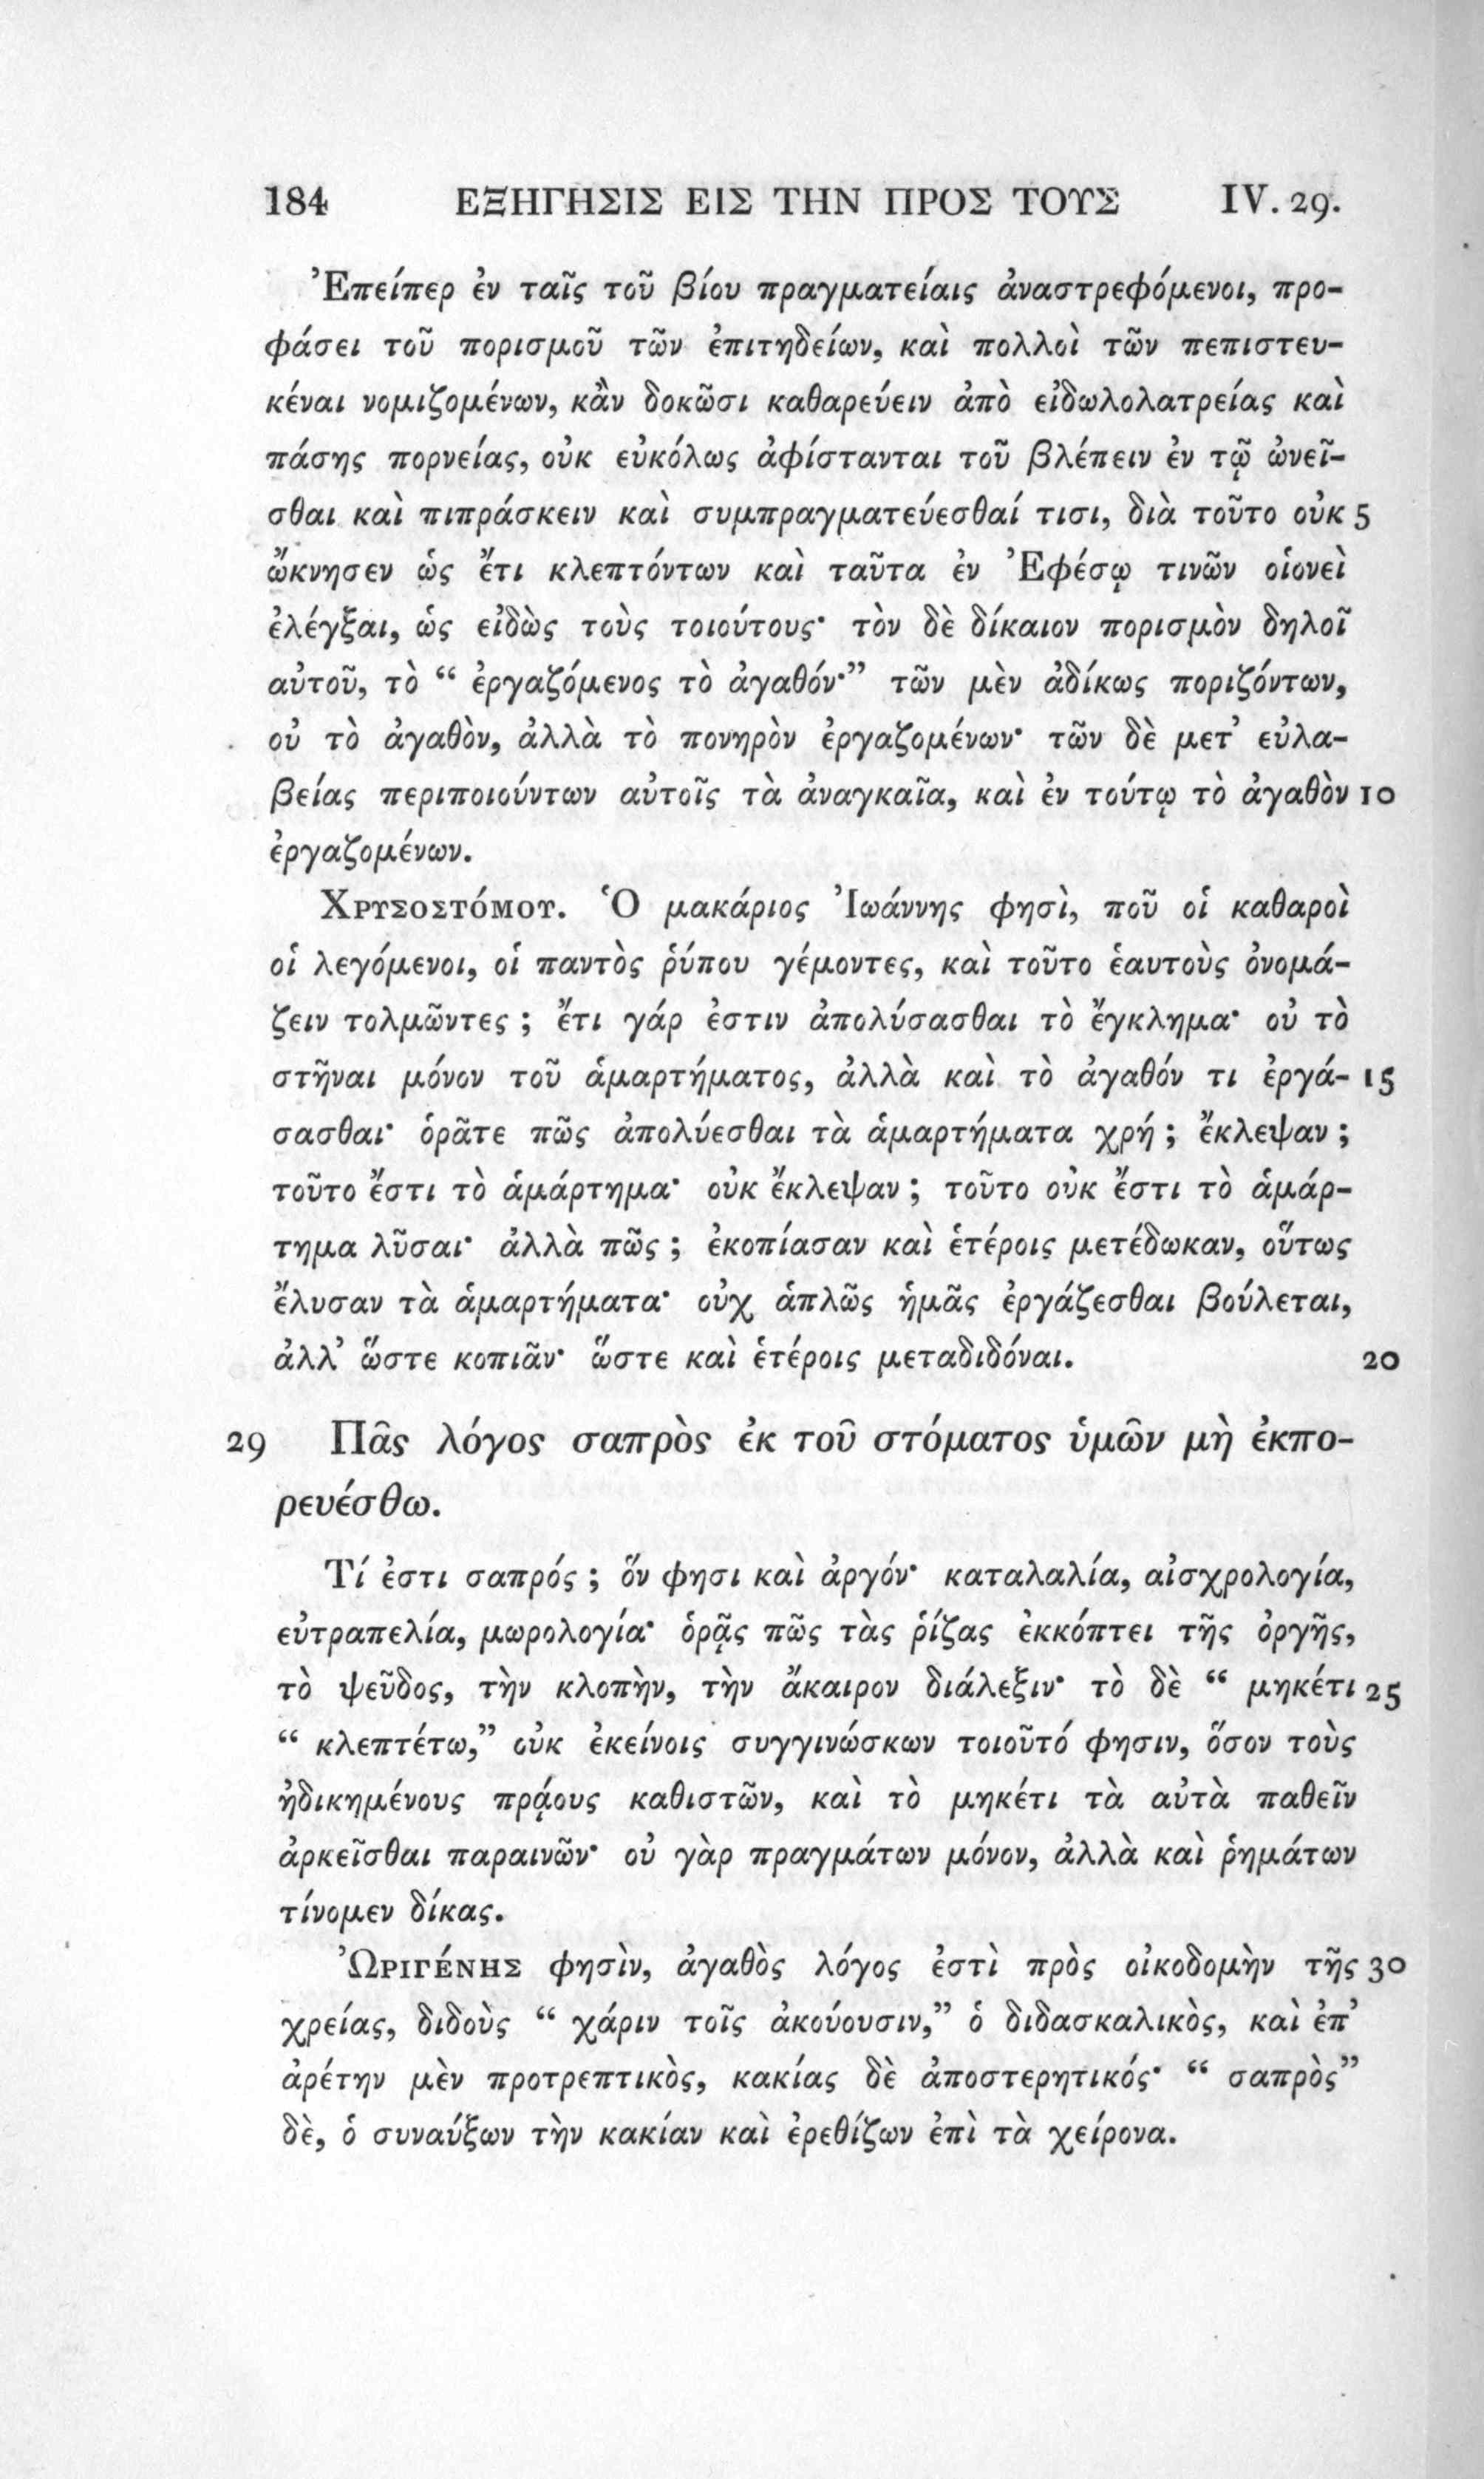 184 ΕΞΗΓΗΣΙΣ ΕΙΣ ΤΗΝ ΠΡΟΣ ΤΟΥΣ IV. 29.
Ἐπείπερ ἐν ταῖς τοῦ βίου πραγματείαις ἀναστρεφόμενοι, προ-
φάσει τοῦ πορισμοῦ τῶν ἐπιτηδείων, καὶ πολλοὶ τῶν πεπιστευ-
κέναι νομιζομένων, κἂν δοκῶσι καθαρεύειν ἀπὸ εἰδωλολατρείας καὶ
πάσης πορνείας, οὐκ εὐκόλως ἀφίστανται τοῦ βλέπειν ἐν τῷ ὠνεῖ-
σθαι καὶ πιπράσκειν καὶ συμπραγματεύεσθαί τισι, διὰ τοῦτο οὐκ 5
ὤκνησεν ὡς ἔτι κλεπτόντων καὶ ταῦτα ἐν Ἐφέσῳ τινῶν οἱονεὶ
ἐλέγξαι, ὡς εἰδὼς τοὺς τοιούτους· τὸν δὲ δίκαιον πορισμὸν δηλοῖ
αὐτοῦ, τὸ “ ἐργαζόμενος τὸ ἀγαθόν·” τῶν μὲν ἀδίκως ποριζόντων,
οὐ τὸ ἀγαθὸν, ἀλλὰ τὸ πονηρὸν ἐργαζομένων· τῶν δὲ μετ’ εὐλα-
βείας περιποιούντων αὐτοῖς τὰ ἀναγκαῖα, καὶ ἐν τούτῳ τὸ ἀγαθὸν 10
ἐργαζομένων.
ΧΡΥΣΟΣΤΌΜΟΥ. Ὁ μακάριος Ἰωάννης φησὶ, ποῦ οἱ καθαροὶ
οἱ λεγόμενοι, οἱ παντὸς ῥύπου γέμοντες, καὶ τοῦτο ἑαυτοὺς ὀνομά-
ζειν τολμῶντες ; ἔτι γάρ ἐστιν ἀπολύσασθαι τὸ ἔγκλημα· οὐ τὸ
στῆναι μόνον τοῦ ἁμαρτήματος, ἀλλὰ καὶ τὸ ἀγαθόν τι ἐργά- 15
σασθαι· ὁρᾶτε πῶς ἀπολύεσθαι τὰ ἁμαρτήματα χρή ; ἔκλεψαν ;
τοῦτο ἔστι τὸ ἁμάρτημα· οὐκ ἔκλεψαν ; τοῦτο οὐκ ἔστι τὸ ἁμάρ-
τημα λῦσαι· ἀλλὰ πῶς ; ἐκοπίασαν καὶ ἑτέροις μετέδωκαν, οὕτως
ἔλυσαν τὰ ἁμαρτήματα· οὐχ ἁπλῶς ἡμᾶς ἐργάζεσθαι βούλεται,
ἀλλ’ ὥστε κοπιᾶν· ὥστε καὶ ἑτέροις μεταδιδόναι. 20
29 Πᾶς λόγος σαπρὸς ἐκ τοῦ στόματος ὑμῶν μὴ ἐκπο-
ρευέσθω.
Τί ἐστι σαπρός ; ὅν φησι καὶ ἀργόν· καταλαλία, αἰσχρολογία,
εὐτραπελία, μωρολογία· ὁρᾷς πῶς τὰς ῥίζας ἐκκόπτει τῆς ὀργῆς,
τὸ ψεῦδος, τὴν κλοπὴν, τὴν ἄκαιρον διάλεξιν· τὸ δὲ “ μηκέτι 25
“ κλεπτέτω,” οὐκ ἐκείνοις συγγινώσκων τοιοῦτό φησιν, ὅσον τοὺς
ἠδικημένους πρᾴους καθιστῶν, καὶ τὸ μηκέτι τὰ αὐτὰ παθεῖν
ἀρκεῖσθαι παραινῶν· οὐ γὰρ πραγμάτων μόνον, ἀλλὰ καὶ ῥημάτων
τίνομεν δίκας.
ὨΡΙΓΈΝΗΣ φησὶν, ἀγαθὸς λόγος ἐστὶ πρὸς οἰκοδομὴν τῆς 30
χρείας, διδοὺς “ χάριν τοῖς ἀκούουσιν,” ὁ διδασκαλικὸς, καὶ ἐπ’
ἀρέτην μὲν προτρεπτικὸς, κακίας δὲ ἀποστερητικός· “ σαπρὸς”
δὲ, ὁ συναύξων τὴν κακίαν καὶ ἐρεθίζων ἐπὶ τὰ χείρονα.